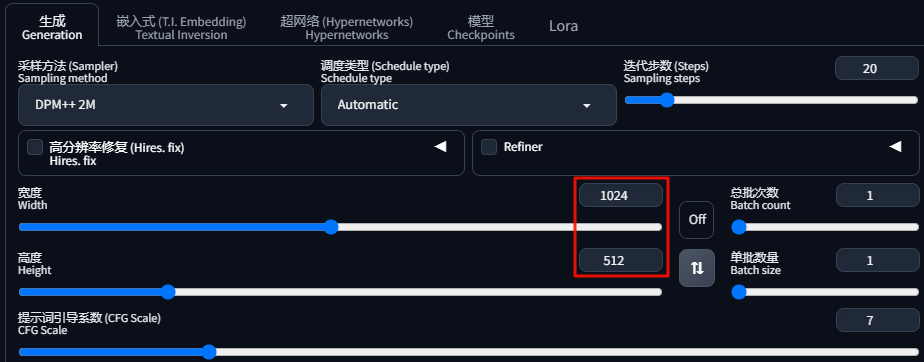 生成
Generation
嵌入式 (T.I. Embedding)
Textual Inversion
超网络 (Hypernetworks)
Hypernetworks
模型
Checkpoints
Lora
采样方法 (Sampler)
Sampling method
DPM++ 2M
调度类型 (Schedule type)
Schedule type
Automatic
迭代步数 (Steps)
Sampling steps
20
高分辨率修复 (Hires. fix)
Hires. fix
Refiner
宽度
Width
1024
Off
总批次数
Batch count
1
高度
Height
512
单批数量
Batch size
1
提示词引导系数 (CFG Scale)
CFG Scale
7